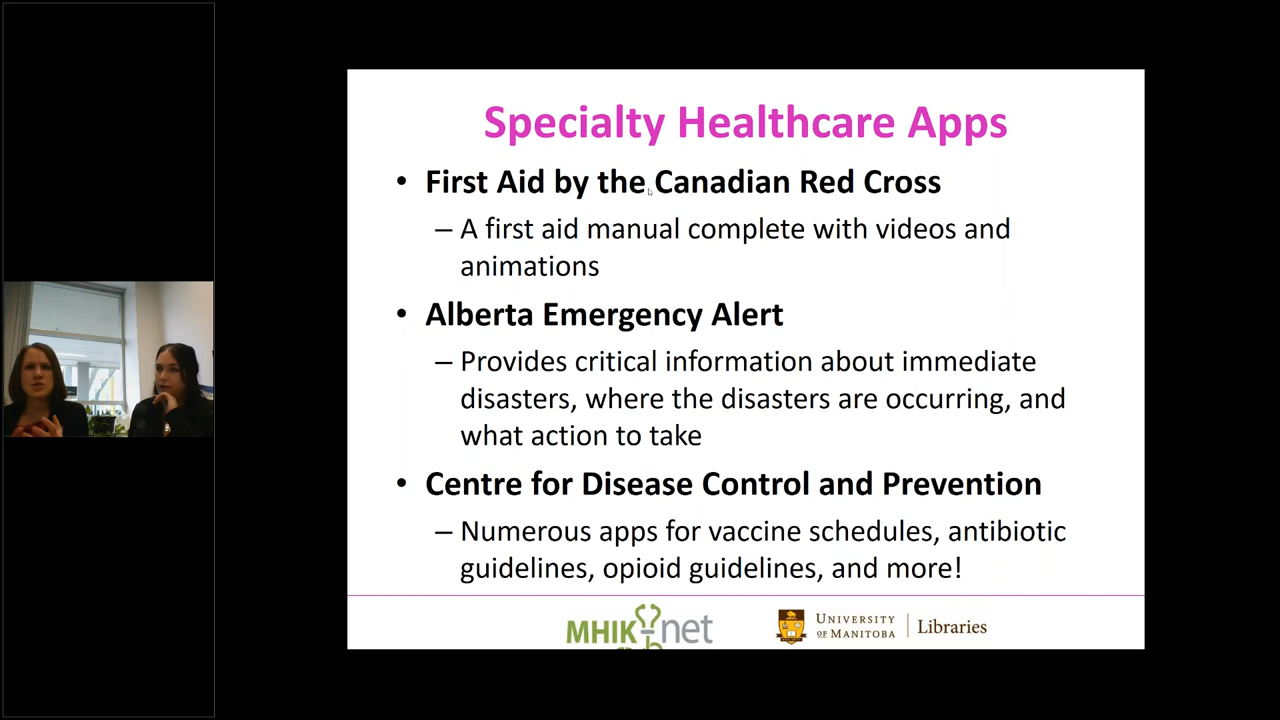 Specialty Healthcare Apps
• First Aid by the Canadian Red Cross
– A first aid manual complete with videos and
animations
• Alberta Emergency Alert
– Provides critical information about immediate
disasters, where the disasters are occurring, and
what action to take
• Centre for Disease Control and Prevention
– Numerous apps for vaccine schedules, antibiotic
guidelines, opioid guidelines, and more!
MHIKnet
UNIVERSITY
OF MANITOBA
Libraries